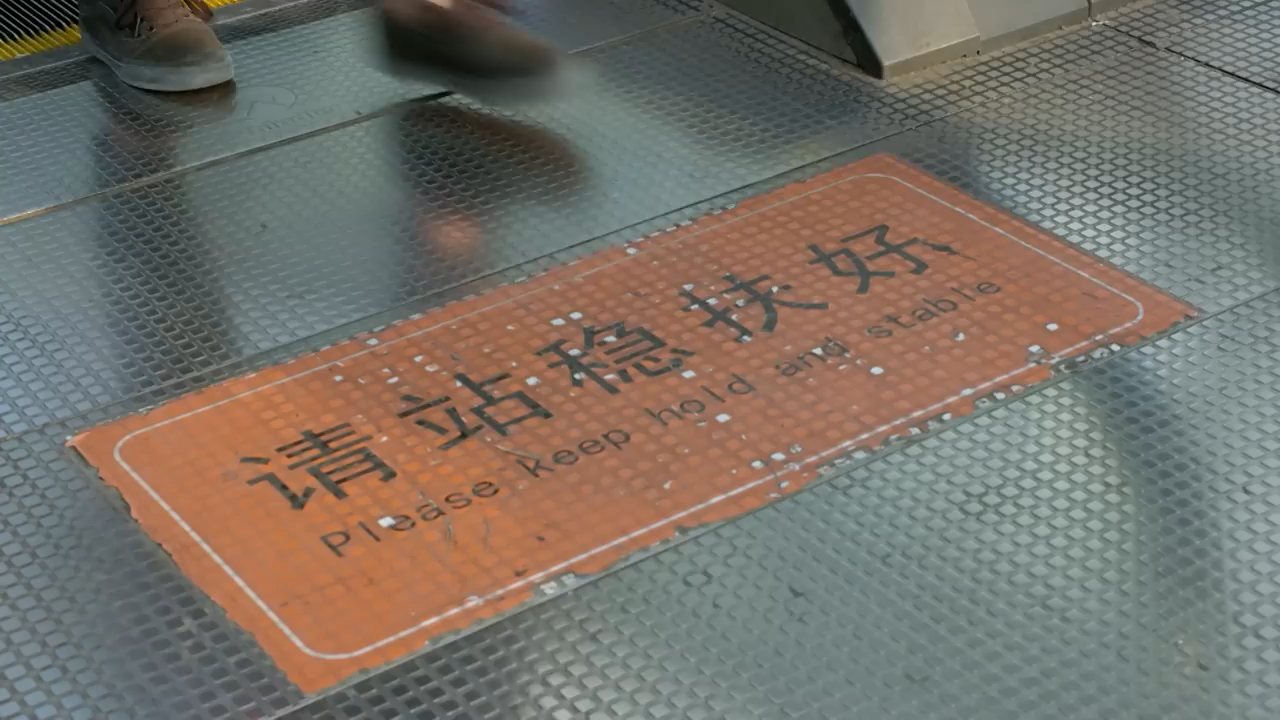 请站稳扶好
Please keep hold and stable